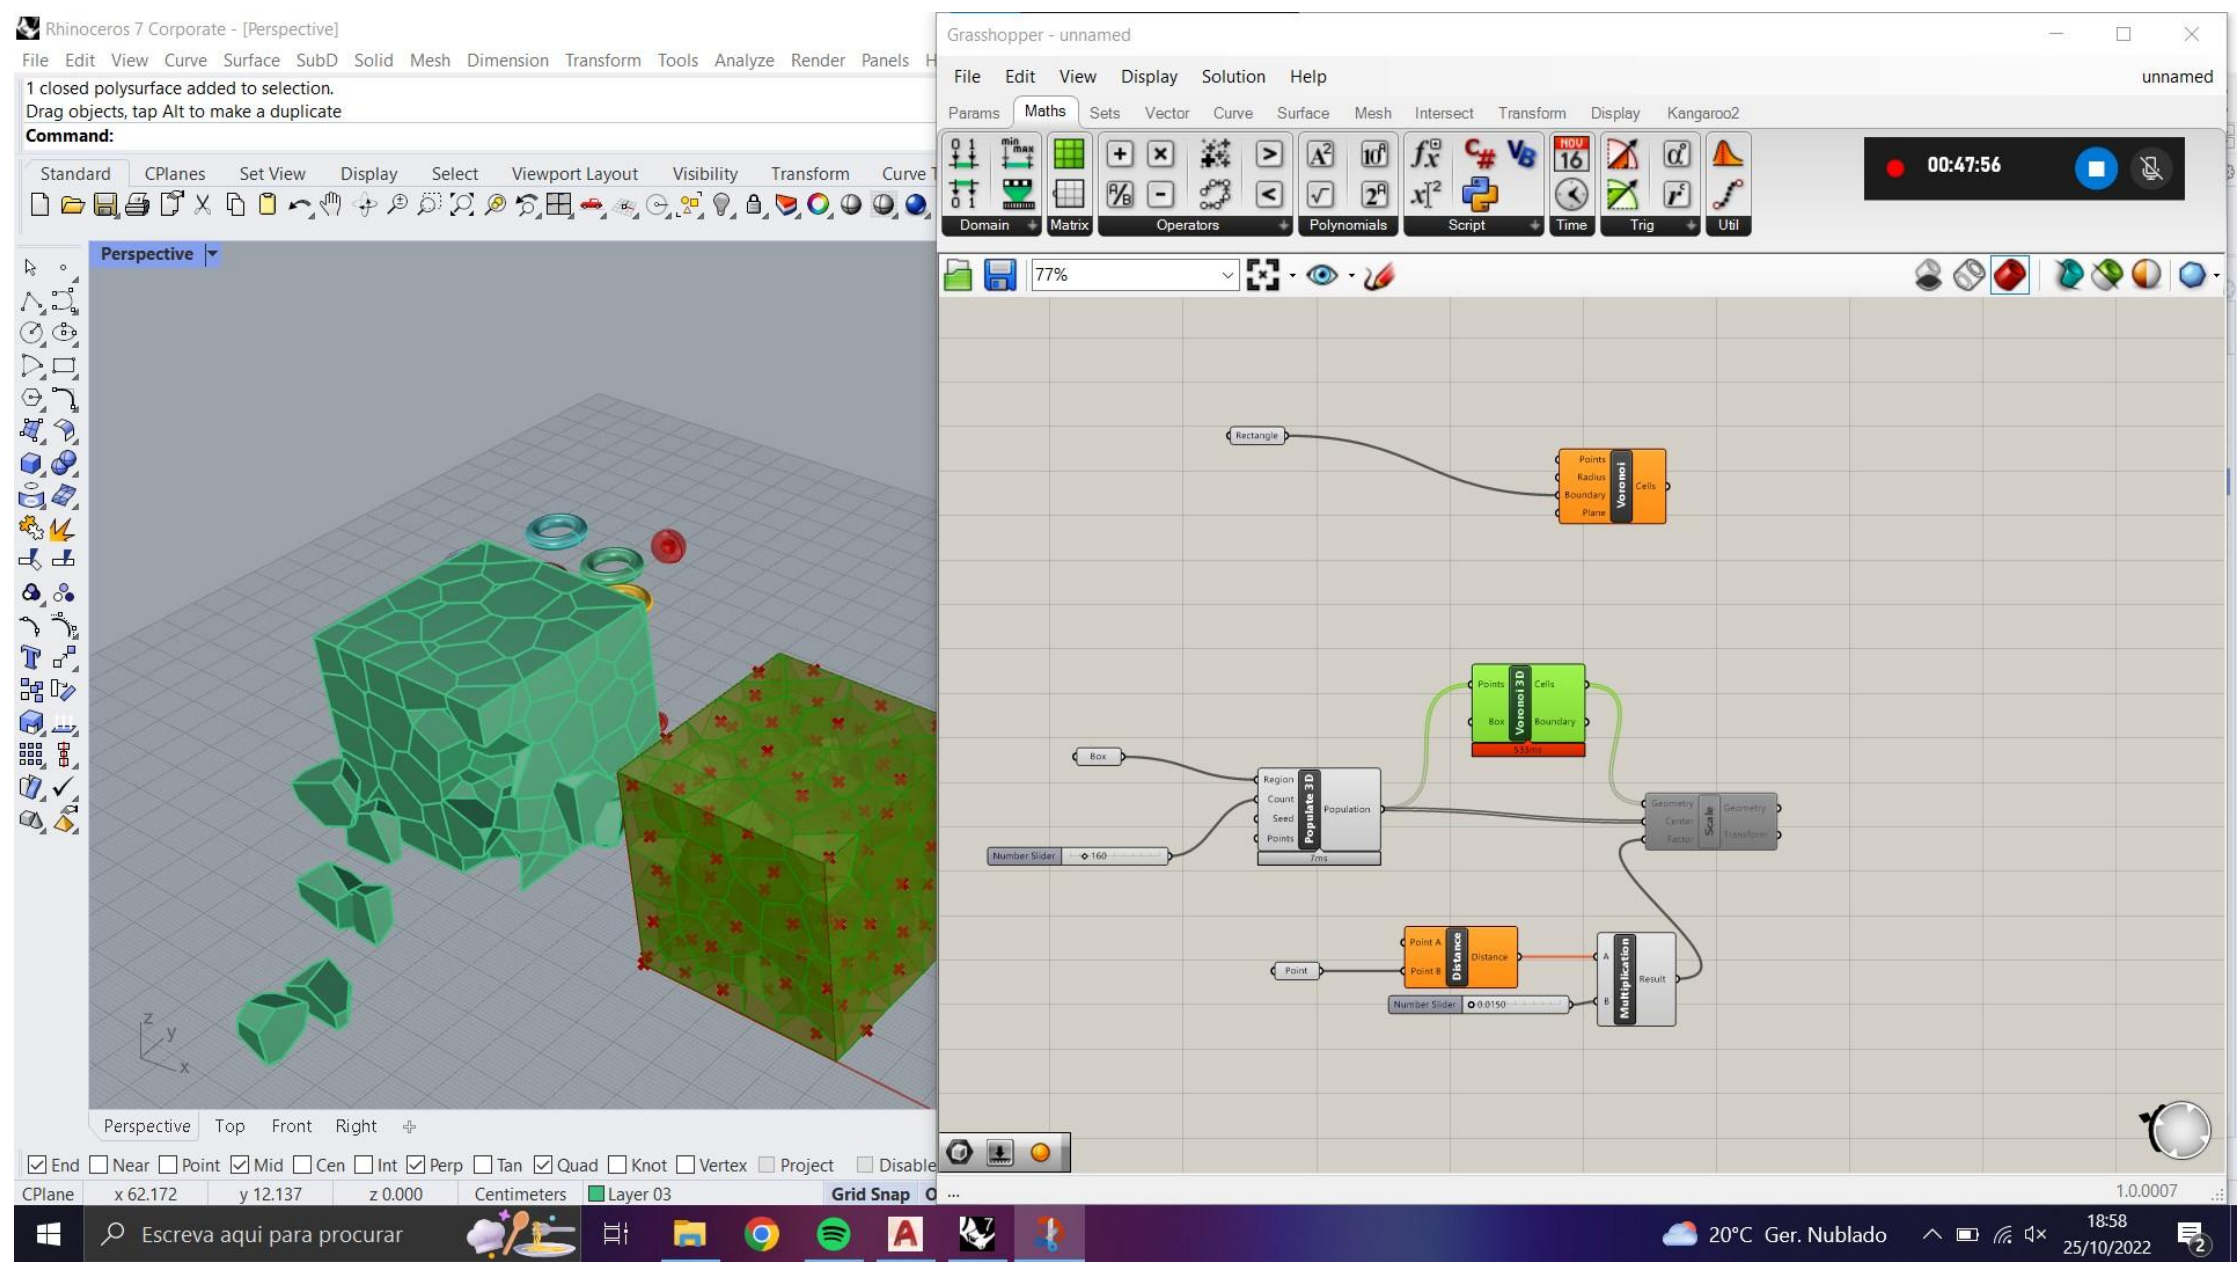 Rhinoceros 7 Corporate - [Perspective]
File Edit View Curve Surface SubD Solid Mesh Dimension Transform Tools Analyze Render Panels H
1 closed polysurface added to selection.
Drag objects, tap Alt to make a duplicate
Command:
Standard CPlanes Set View Display Select Viewport Layout Visibility Transform Curve T
Perspective
z
y
x
Perspective Top Front Right
End Near Point Mid Cen Int Perp Tan Quad Knot Vertex Project Disable
CPlane x 62.172 y 12.137 z 0.000 Centimeters Layer 03 Grid Snap O
Grasshopper - unnamed
File Edit View Display Solution Help unnamed
Params Maths Sets Vector Curve Surface Mesh Intersect Transform Display Kangaroo2
Domain Matrix Operators Polynomials Script Time Trig Util
NOV
16
00:47:56
77%
Rectangle
Points
Radius
Boundary
Plane
Voronoi
Cells
Points
Box
Voronoi 3D
Cells
Boundary
533ms
Box
Region
Count
Seed
Points
Populate 3D
Population
7ms
Number Slider 160
Geometry
Center
Factor
Scale
Geometry
Transform
Point
Point A
Point B
Distance
Distance
Number Slider 0.0150
A
B
Multiplication
Result
...
1.0.0007
Escreva aqui para procurar
7
20°C Ger. Nublado
18:58
25/10/2022
2